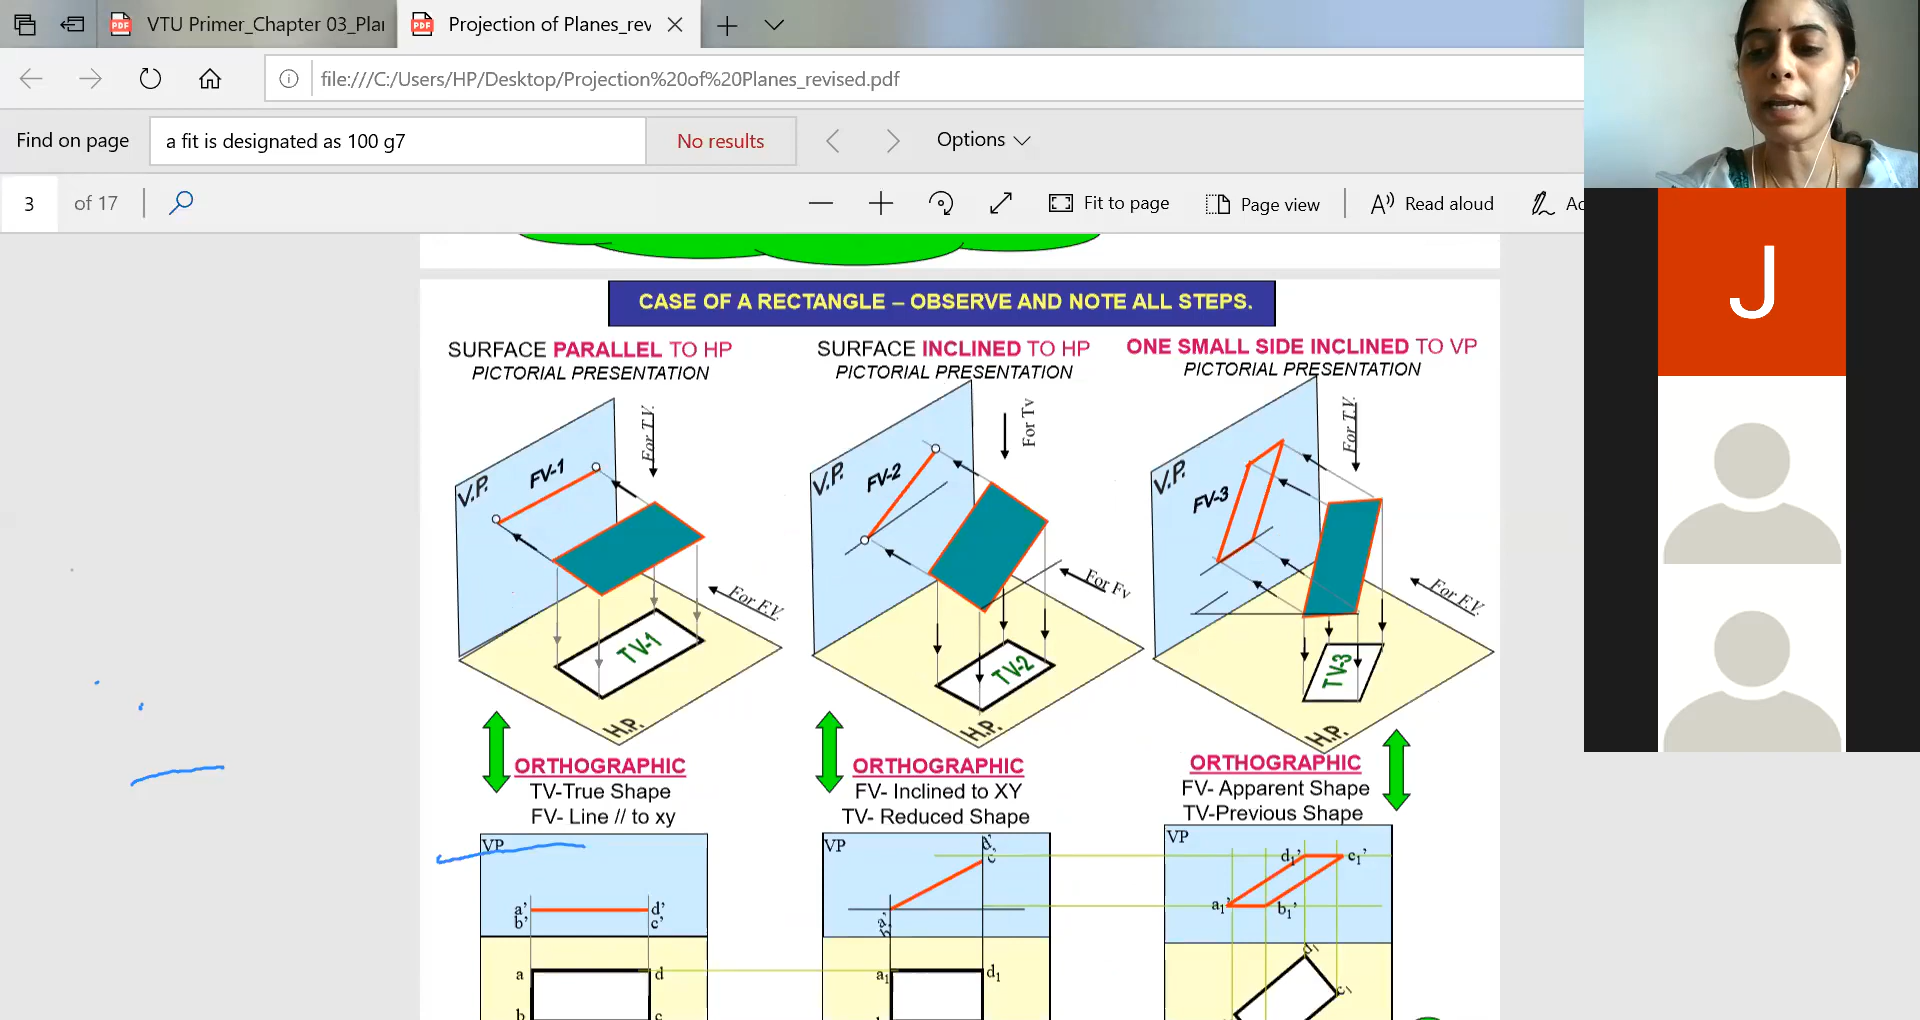 VTU Primer_Chapter 03_Plar
Projection of Planes_rev
file:///C:/Users/HP/Desktop/Projection%20of%20Planes_revised.pdf
Find on page
a fit is designated as 100 g7
No results
Options
3 of 17
Fit to page
Page view
Read aloud
J
CASE OF A RECTANGLE – OBSERVE AND NOTE ALL STEPS.
SURFACE PARALLEL TO HP
PICTORIAL PRESENTATION
SURFACE INCLINED TO HP
PICTORIAL PRESENTATION
ONE SMALL SIDE INCLINED TO VP
PICTORIAL PRESENTATION
V.P.
FV-1
For T.V.
For F.V.
TV-1
H.P.
V.P.
FV-2
For Tv
For Fv
TV-2
H.P.
V.P.
FV-3
For T.V.
For F.V.
TV-3
H.P.
ORTHOGRAPHIC
TV-True Shape
FV- Line // to xy
ORTHOGRAPHIC
FV- Inclined to XY
TV- Reduced Shape
ORTHOGRAPHIC
FV- Apparent Shape
TV-Previous Shape
VP
a' d'
b' c'
a d
b c
VP
d'
c'
a₁ d₁
VP
d₁' c₁'
a₁' b₁'
d₁
c₁